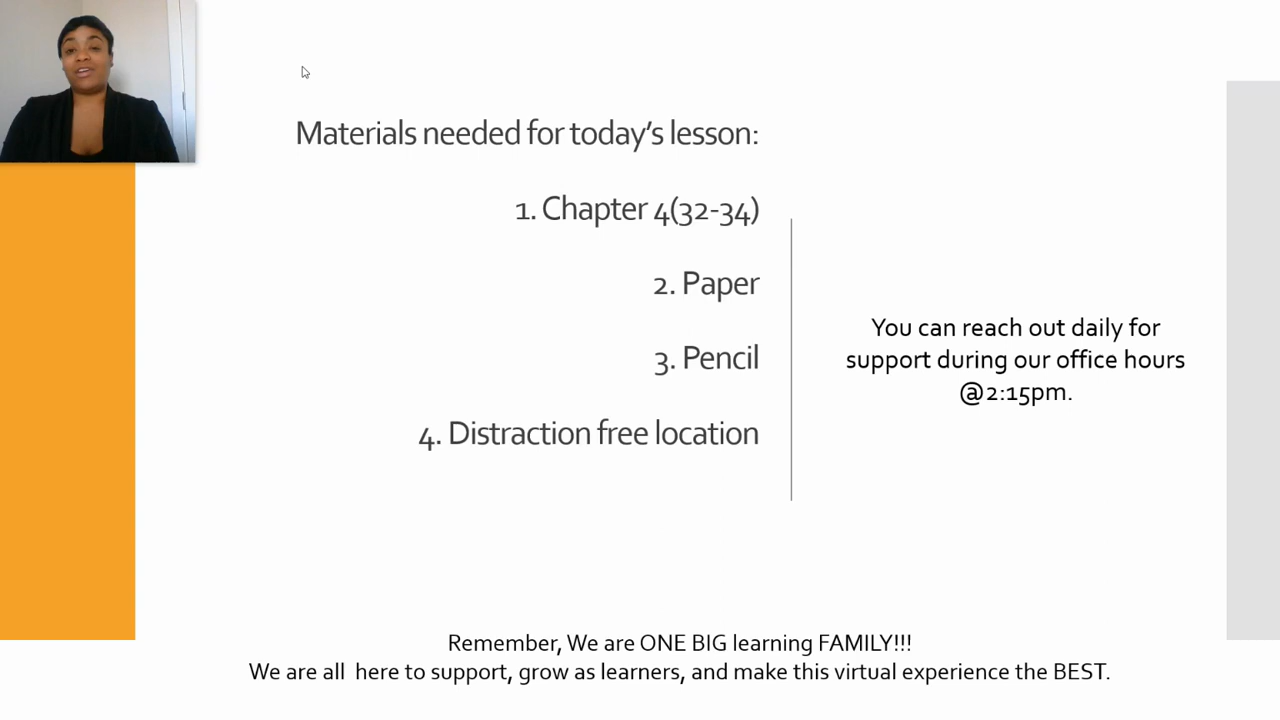 Materials needed for today's lesson:
1. Chapter 4(32-34)
2. Paper
3. Pencil
4. Distraction free location
You can reach out daily for
support during our office hours
@2:15pm.
Remember, We are ONE BIG learning FAMILY!!!
We are all  here to support, grow as learners, and make this virtual experience the BEST.